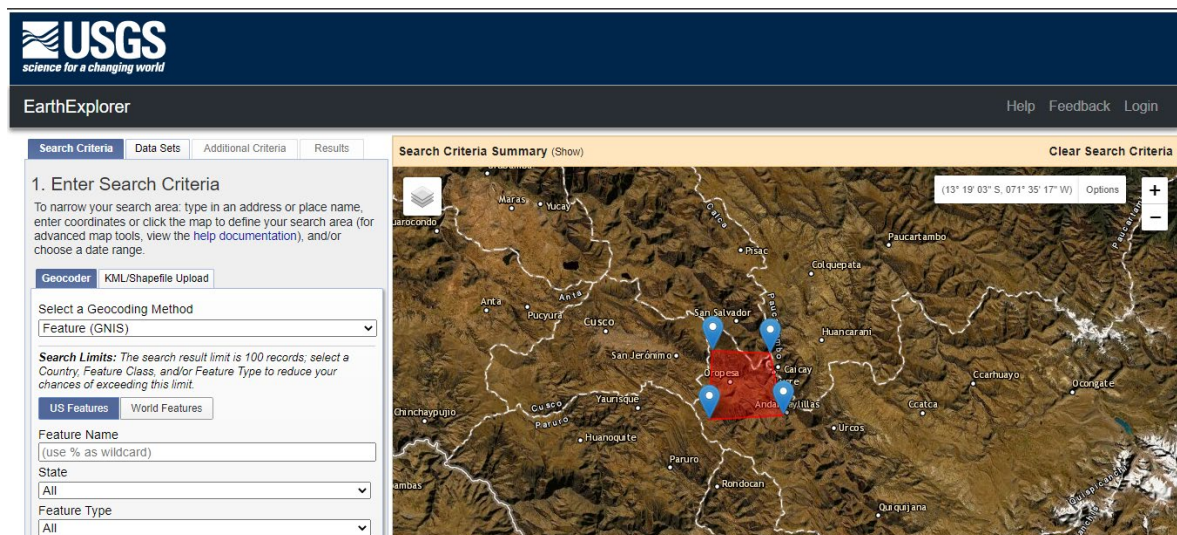 USGS
science for a changing world
EarthExplorer
Help Feedback Login
Search Criteria Data Sets Additional Criteria Results
1. Enter Search Criteria
To narrow your search area: type in an address or place name,
enter coordinates or click the map to define your search area (for
advanced map tools, view the help documentation), and/or
choose a date range.
Geocoder KML/Shapefile Upload
Select a Geocoding Method
Feature (GNIS)
Search Limits: The search result limit is 100 records; select a
Country, Feature Class, and/or Feature Type to reduce your
chances of exceeding this limit.
US Features World Features
Feature Name
(use % as wildcard)
State
All
Feature Type
All
Search Criteria Summary (Show) Clear Search Criteria
(13° 19' 03" S, 071° 35' 17" W) Options
+
−
Maras
Yucay
Calca
Paucartambo
Pisac
Colquepata
Anta
Anta
Pucyura
Cusco
San Salvador
Huancarani
San Jerónimo
Oropesa
Caicay
Ccarhuayo
Ocongate
Yaurisque
Cusco
Paruro
Chinchaypujio
Huanoquite
Ccatca
Urcos
Paruro
Rondocan
Quiquijana